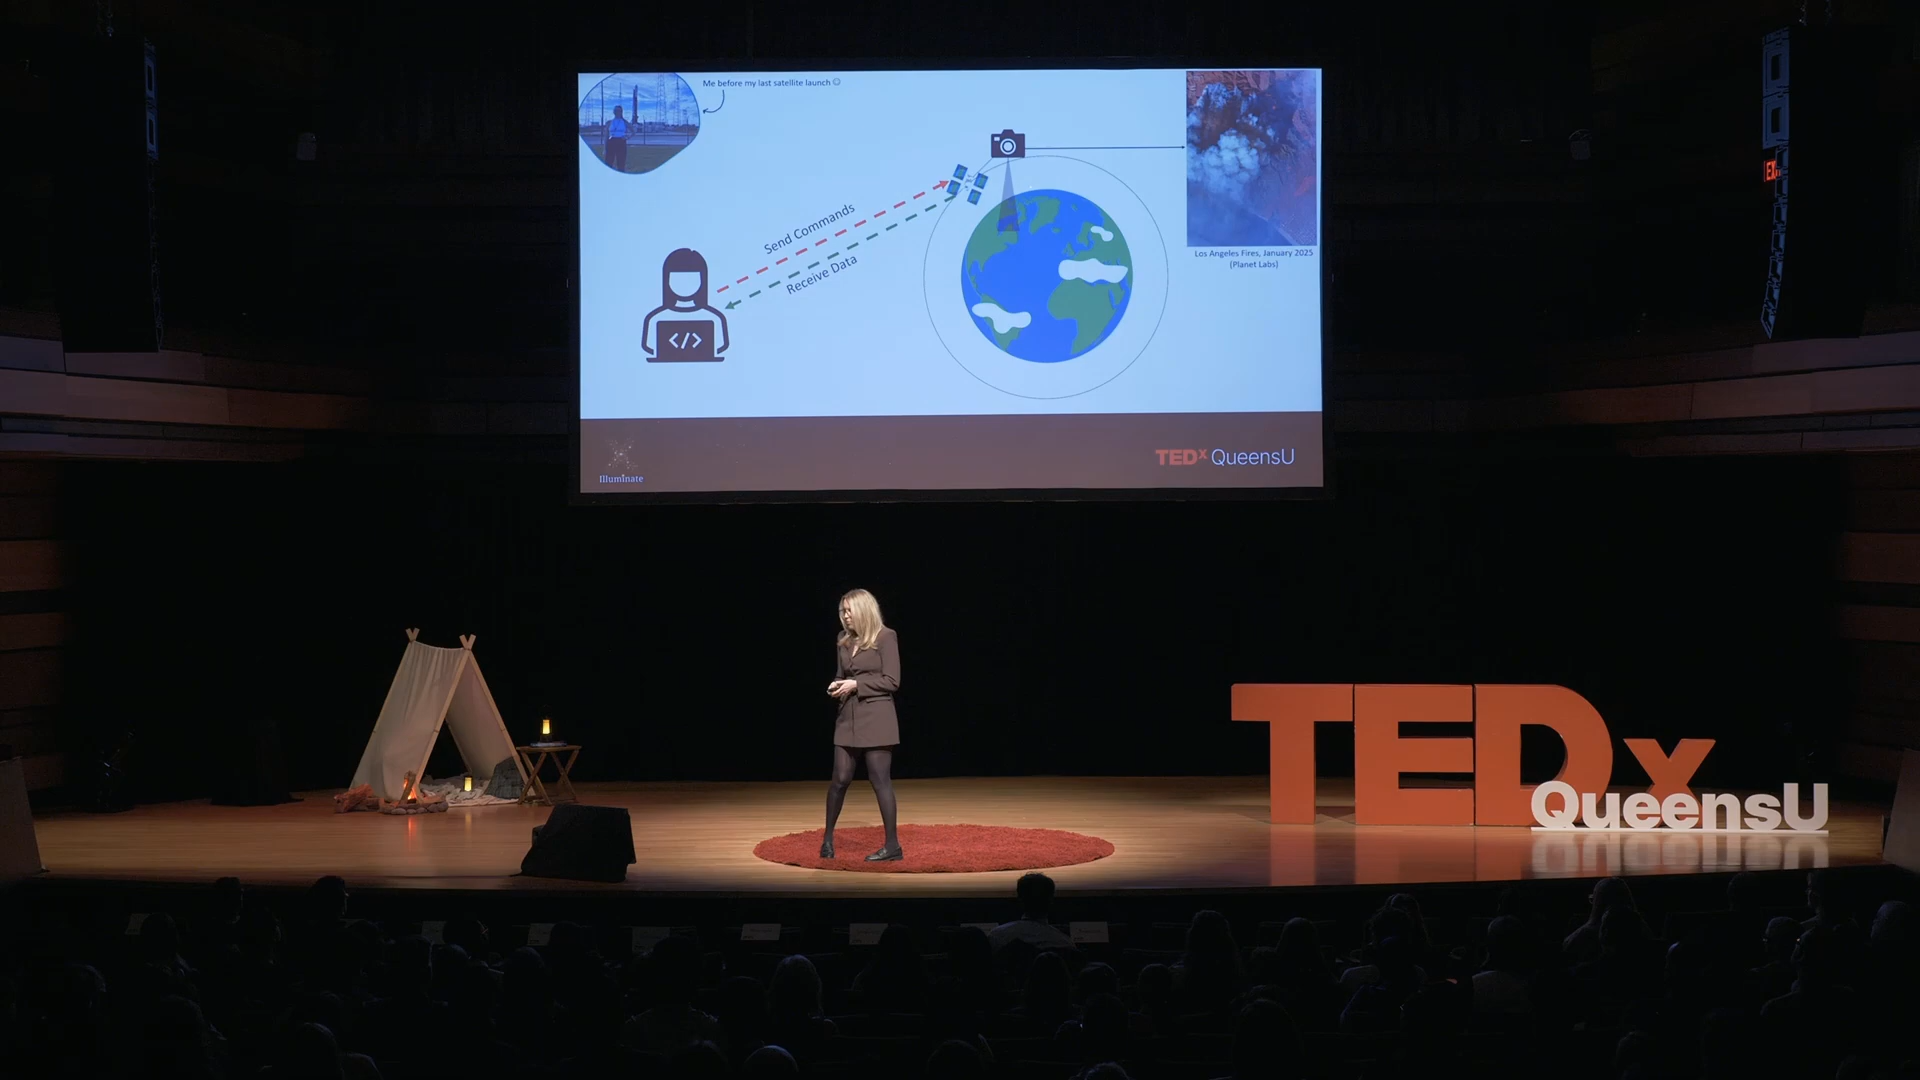 Me before my last satellite launch ☺
Send Commands
Receive Data
</>
Los Angeles Fires, January 2025
(Planet Labs)
Illuminate
TEDx QueensU
EX
TEDx
QueensU